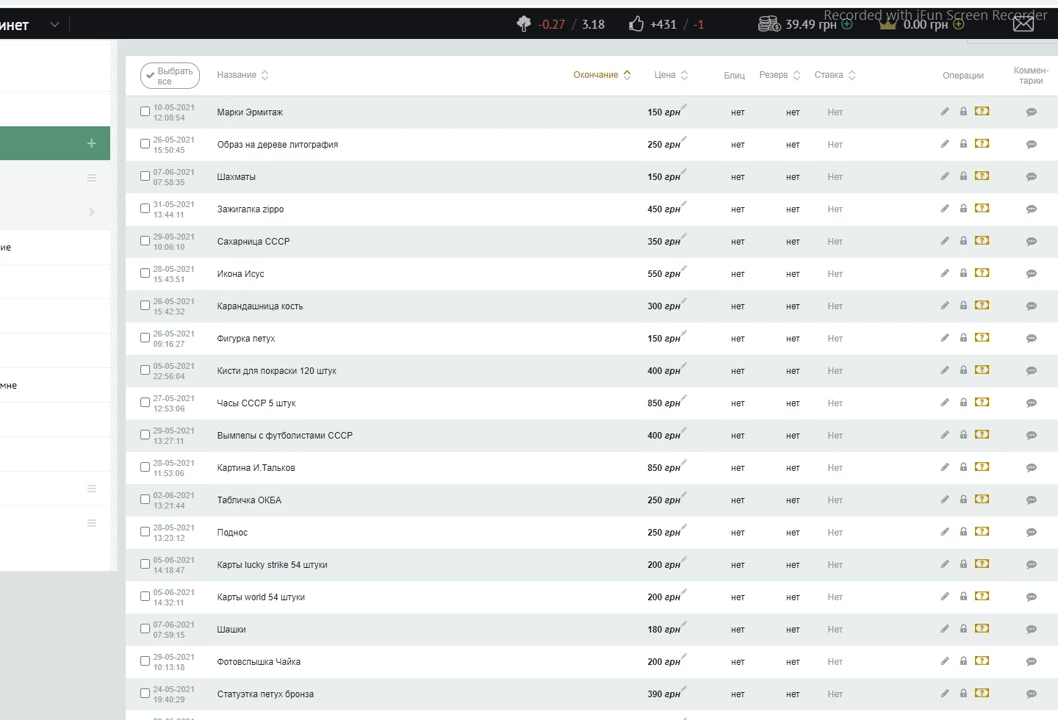 Recorded with iFun Screen Recorder
инет -0.27 / 3.18 +431 / -1 39.49 грн 0.00 грн
Выбрать все Название Окончание Цена Блиц Резерв Ставка Операции Коммен-тарии
10-05-2021 12:08:54 Марки Эрмитаж 150 грн нет нет Нет
26-05-2021 15:50:45 Образ на дереве литография 250 грн нет нет Нет
07-06-2021 07:58:35 Шахматы 150 грн нет нет Нет
31-05-2021 13:44:11 Зажигалка zippo 450 грн нет нет Нет
ие 29-05-2021 10:06:10 Сахарница СССР 350 грн нет нет Нет
28-05-2021 15:43:51 Икона Исус 550 грн нет нет Нет
26-05-2021 15:42:32 Карандашница кость 300 грн нет нет Нет
26-05-2021 09:16:27 Фигурка петух 150 грн нет нет Нет
мне 05-05-2021 22:56:04 Кисти для покраски 120 штук 400 грн нет нет Нет
27-05-2021 12:53:06 Часы СССР 5 штук 850 грн нет нет Нет
29-05-2021 13:27:11 Вымпелы с футболистами СССР 400 грн нет нет Нет
28-05-2021 11:53:06 Картина И.Тальков 850 грн нет нет Нет
02-06-2021 13:21:44 Табличка ОКБА 250 грн нет нет Нет
28-05-2021 13:23:12 Поднос 250 грн нет нет Нет
05-06-2021 14:18:47 Карты lucky strike 54 штуки 200 грн нет нет Нет
05-06-2021 14:32:11 Карты world 54 штуки 200 грн нет нет Нет
07-06-2021 07:59:15 Шашки 180 грн нет нет Нет
29-05-2021 10:13:18 Фотовспышка Чайка 200 грн нет нет Нет
24-05-2021 19:40:29 Статуэтка петух бронза 390 грн нет нет Нет